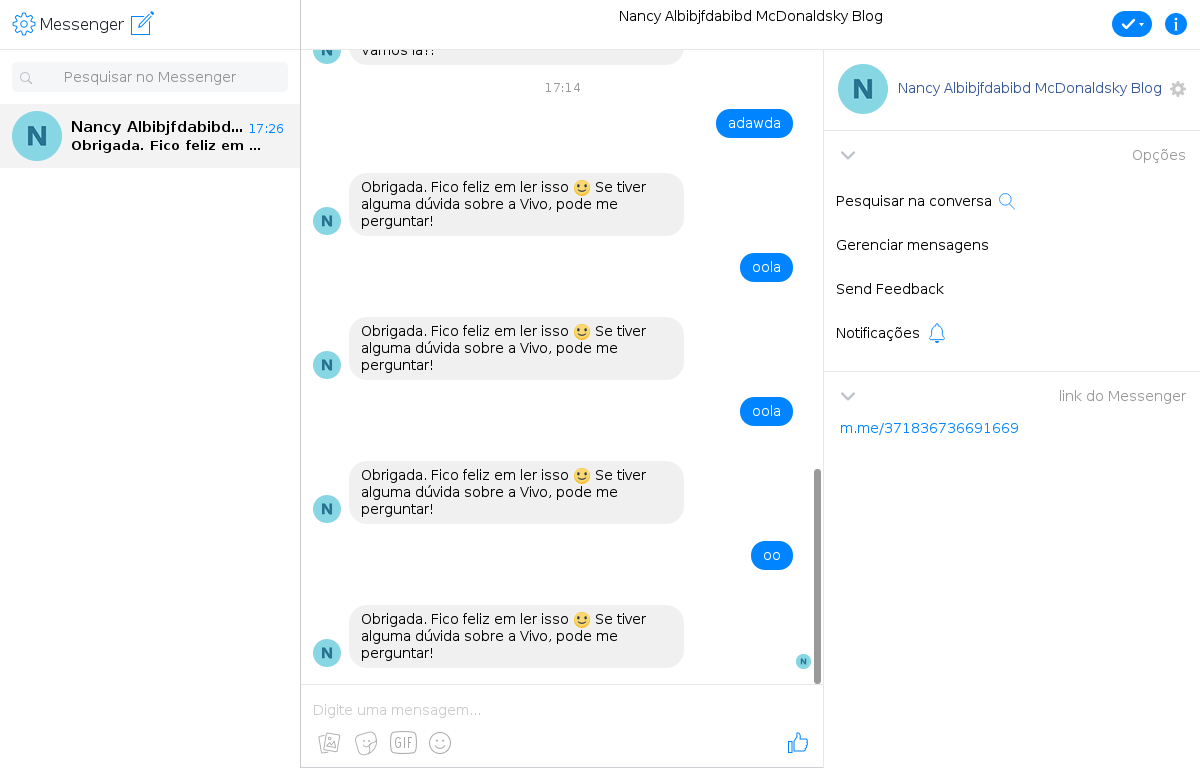 Messenger
Pesquisar no Messenger
N
Nancy Albibjfdabibd... 17:26
Obrigada. Fico feliz em ...
Nancy Albibjfdabibd McDonaldsky Blog
N
Vamos lá!!
17:14
adawda
Obrigada. Fico feliz em ler isso 🙂 Se tiver
alguma dúvida sobre a Vivo, pode me
perguntar!
N
oola
Obrigada. Fico feliz em ler isso 🙂 Se tiver
alguma dúvida sobre a Vivo, pode me
perguntar!
N
oola
Obrigada. Fico feliz em ler isso 🙂 Se tiver
alguma dúvida sobre a Vivo, pode me
perguntar!
N
oo
Obrigada. Fico feliz em ler isso 🙂 Se tiver
alguma dúvida sobre a Vivo, pode me
perguntar!
N
N
Digite uma mensagem...
GIF
N
Nancy Albibjfdabibd McDonaldsky Blog
Opções
Pesquisar na conversa
Gerenciar mensagens
Send Feedback
Notificações
link do Messenger
m.me/371836736691669